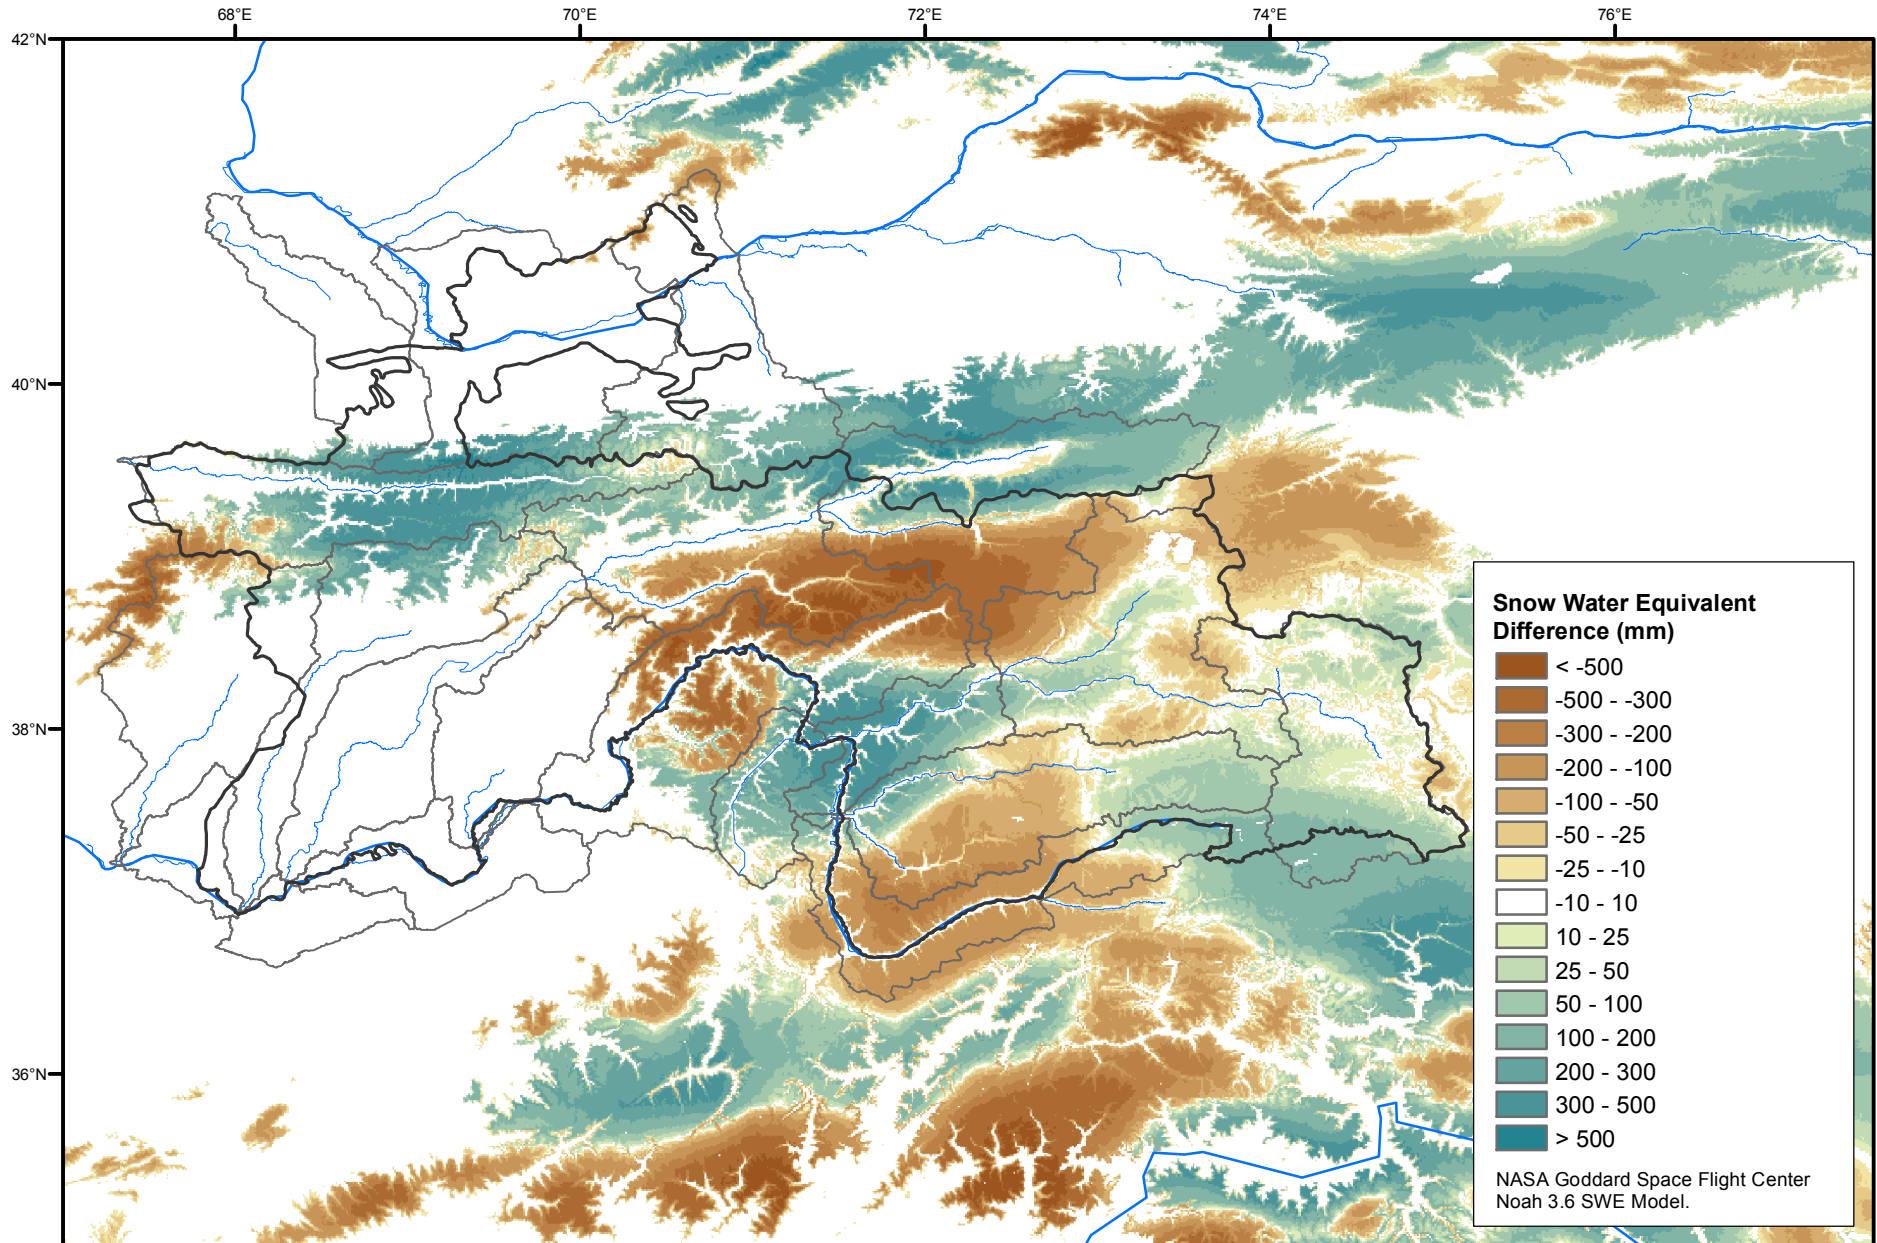 68°E 70°E 72°E 74°E 76°E
42°N
40°N
38°N
36°N
Snow Water Equivalent
Difference (mm)
< -500
-500 - -300
-300 - -200
-200 - -100
-100 - -50
-50 - -25
-25 - -10
-10 - 10
10 - 25
25 - 50
50 - 100
100 - 200
200 - 300
300 - 500
> 500
NASA Goddard Space Flight Center
Noah 3.6 SWE Model.